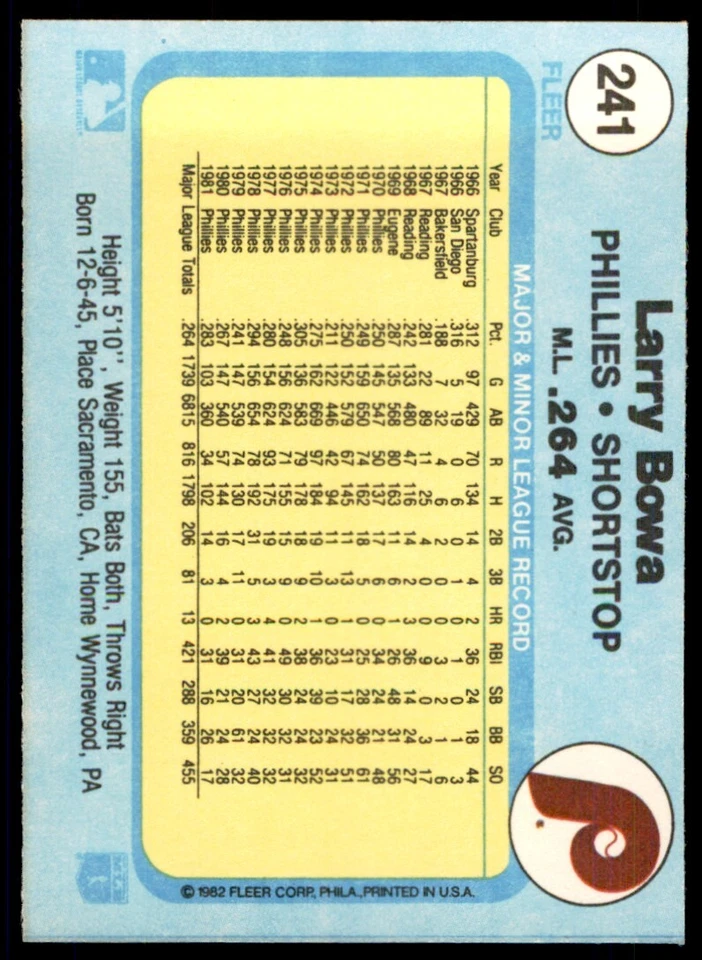 241
FLEER
Larry Bowa
PHILLIES • SHORTSTOP
M.L. .264 AVG.
MAJOR & MINOR LEAGUE RECORD
Year Club Pct. G AB R H 2B 3B HR RBI SB BB SO
1966 Spartanburg .312 97 429 70 134 14 4 2 36 24 18 44
1966 San Diego .316 5 19 0 6 0 1 0 1 0 1 3
1967 Bakersfield .188 7 32 4 6 2 0 0 3 2 1 6
1967 Reading .281 22 89 11 25 4 0 0 9 0 3 17
1968 Reading .242 133 480 47 116 14 2 3 36 14 24 27
1969 Eugene .287 135 568 80 163 11 6 1 26 48 31 56
1970 Phillies .250 145 547 50 137 17 6 0 34 24 21 48
1971 Phillies .249 159 650 74 162 18 5 0 25 28 36 61
1972 Phillies .250 152 579 67 145 11 13 1 31 17 32 51
1973 Phillies .211 122 446 42 94 11 3 0 23 10 24 31
1974 Phillies .275 162 669 97 184 19 10 1 36 39 23 52
1975 Phillies .305 136 583 79 178 18 9 2 38 24 24 32
1976 Phillies .248 156 624 71 155 15 9 0 49 30 32 31
1977 Phillies .280 154 624 93 175 19 3 4 41 32 32 32
1978 Phillies .294 156 654 78 192 31 5 3 43 27 24 40
1979 Phillies .241 147 539 74 130 17 11 0 31 20 61 32
1980 Phillies .267 147 540 57 144 16 4 2 39 21 24 28
1981 Phillies .283 103 360 34 102 14 3 0 31 16 26 17
Major League Totals .264 1739 6815 816 1798 206 81 13 421 288 359 455
© 1982 FLEER CORP., PHILA., PRINTED IN U.S.A.
Height 5'10", Weight 155, Bats Both, Throws Right
Born 12-6-45, Place Sacramento, CA, Home Wynnewood, PA